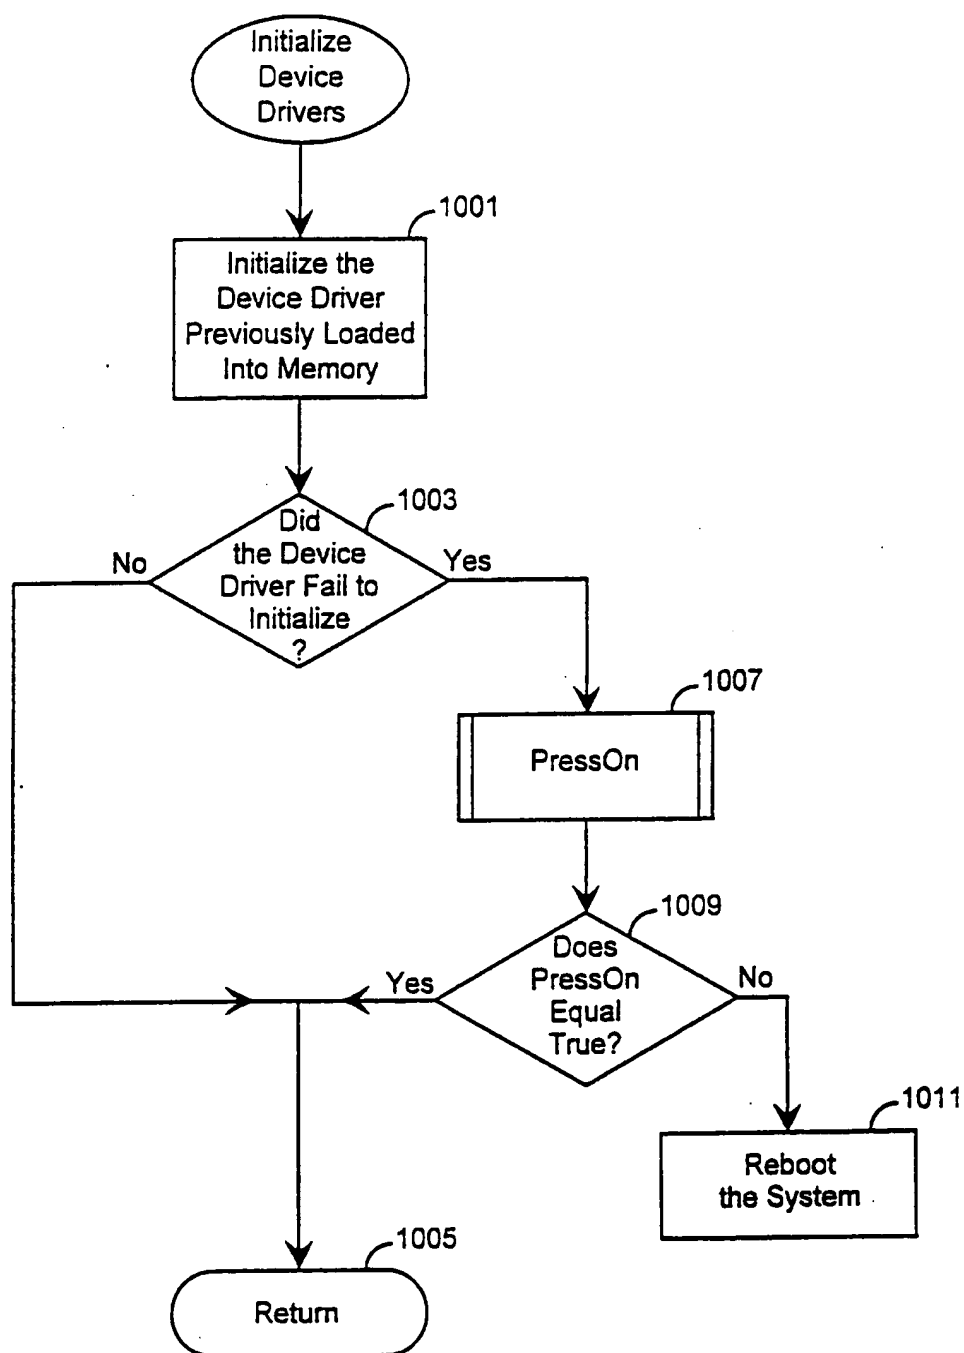 Initialize
Device
Drivers
1001
Initialize the
Device Driver
Previously Loaded
Into Memory
1003
Did
the Device
Driver Fail to
Initialize
?
No
Yes
1007
PressOn
1009
Does
PressOn
Equal
True?
Yes
No
1011
Reboot
the System
1005
Return